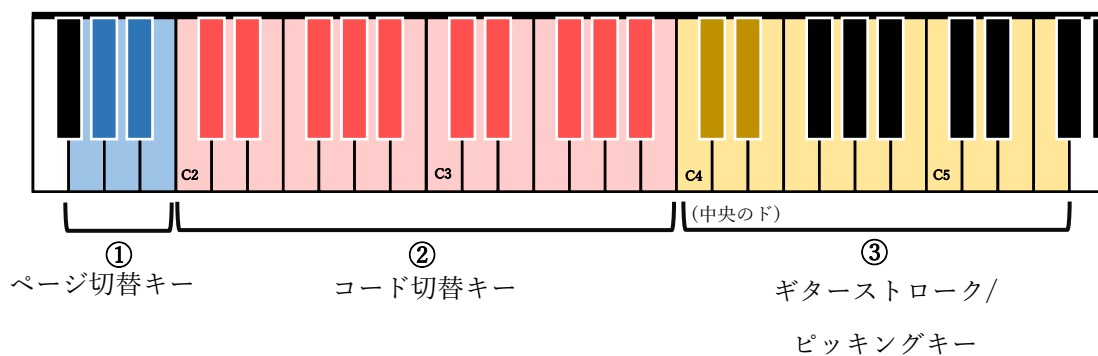 C2
C3
C4
C5
(中央のド)
①
②
③
ページ切替キー
コード切替キー
ギターストローク/
ピッキングキー